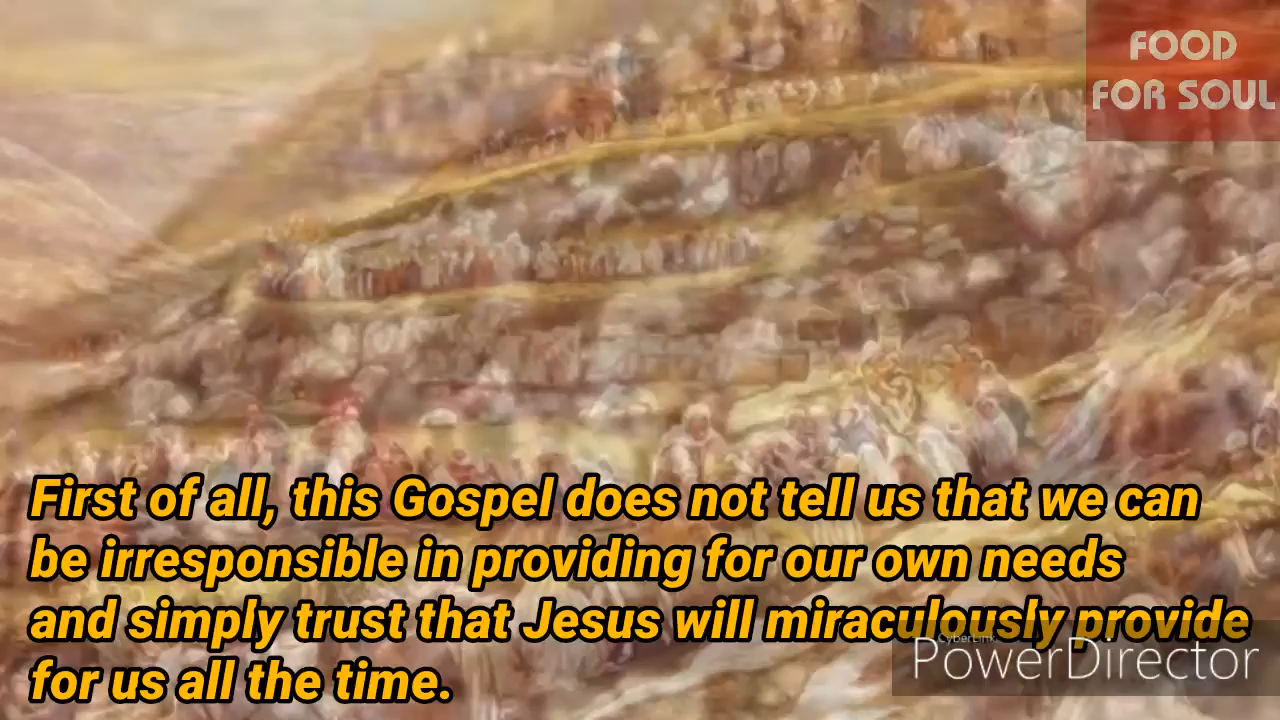 FOOD
FOR SOUL
First of all, this Gospel does not tell us that we can
be irresponsible in providing for our own needs
and simply trust that Jesus will miraculously provide
for us all the time.
CyberLink
PowerDirector